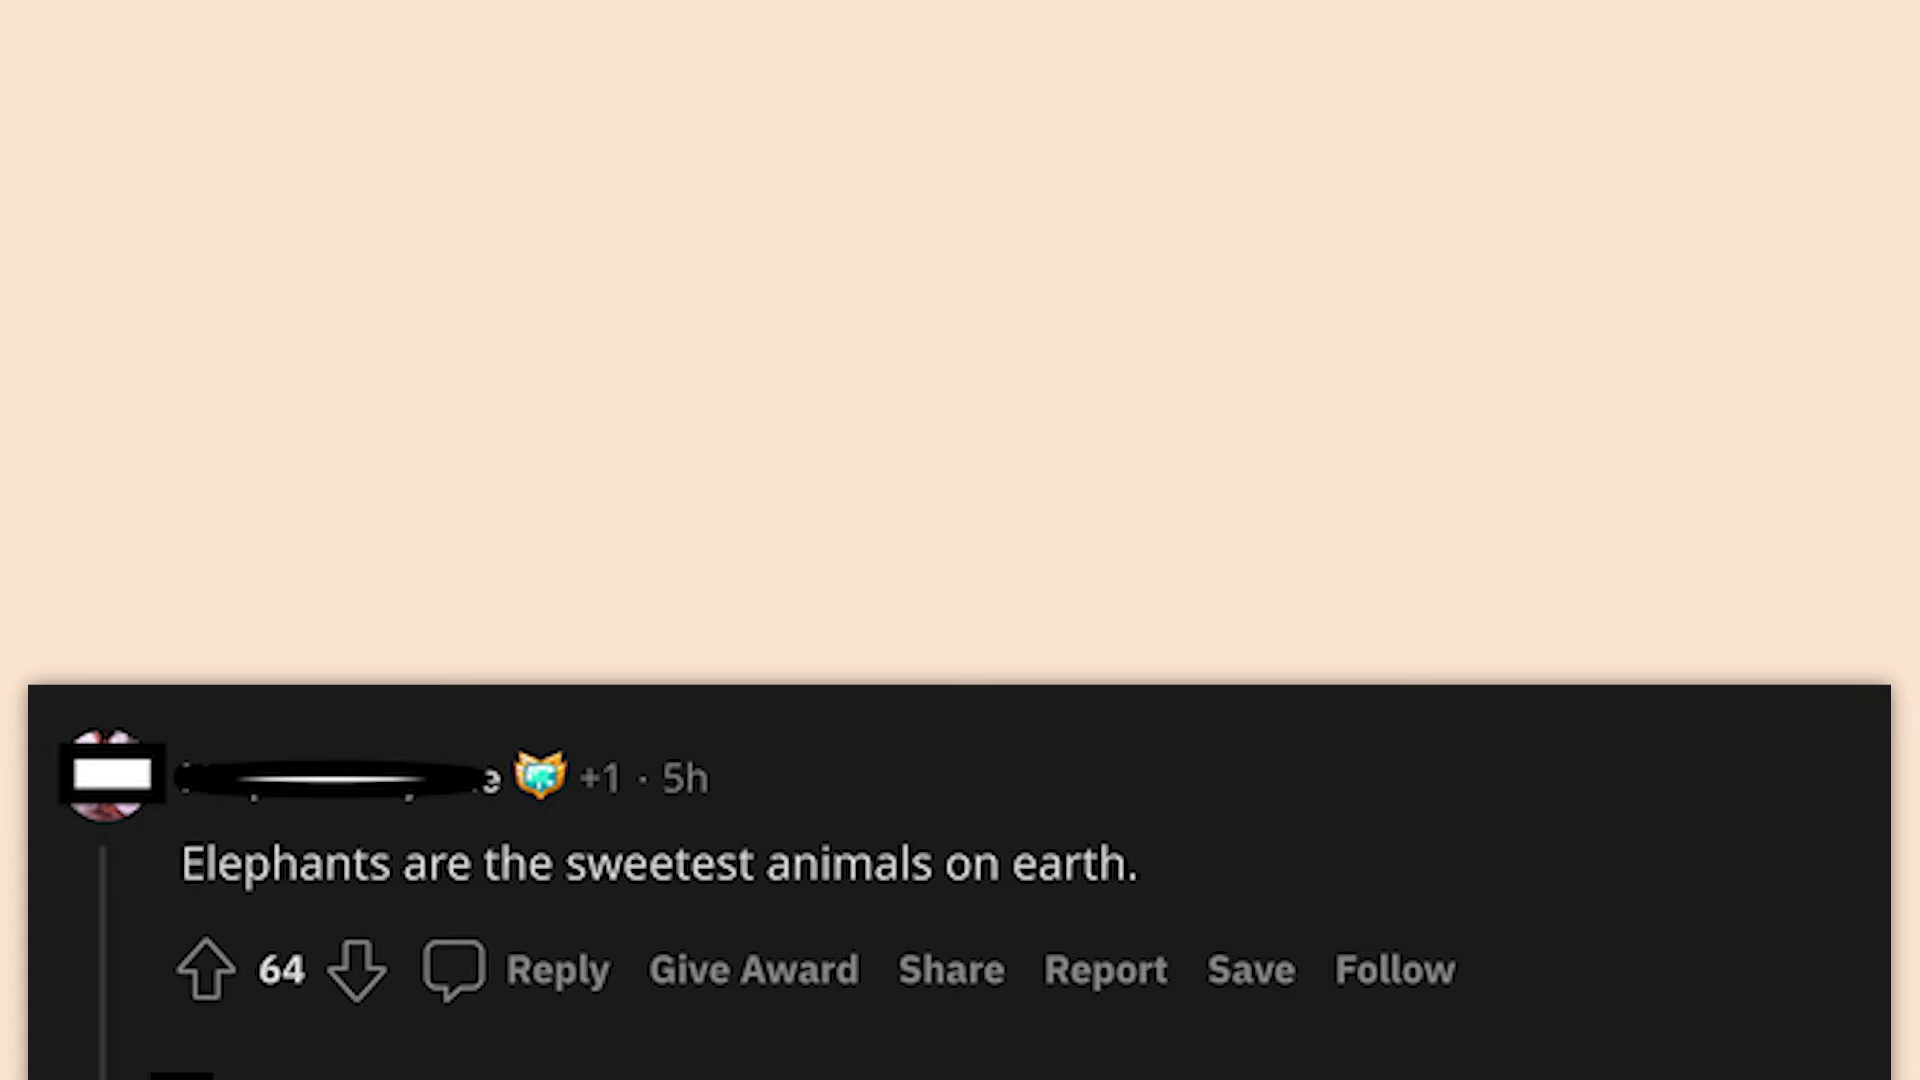 +1 · 5h
Elephants are the sweetest animals on earth.
64 Reply Give Award Share Report Save Follow